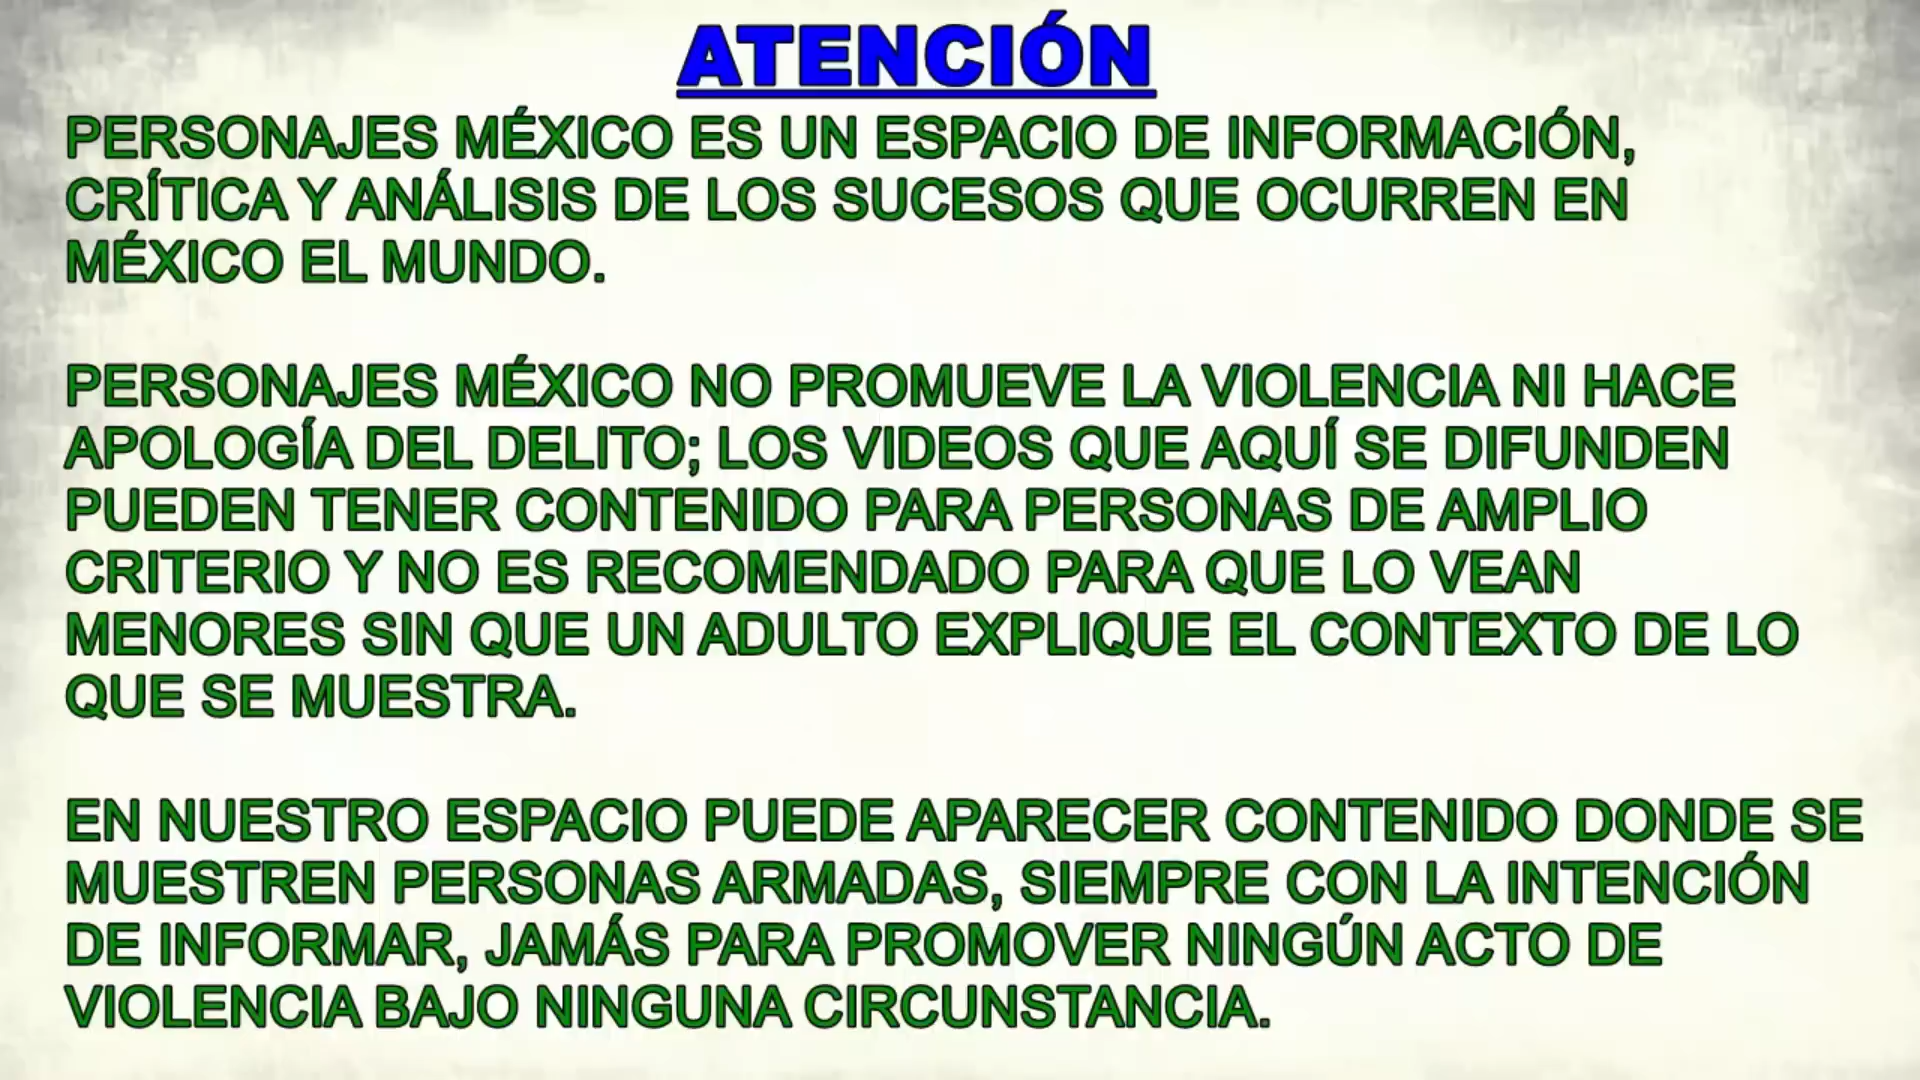 ATENCIÓN
PERSONAJES MÉXICO ES UN ESPACIO DE INFORMACIÓN,
CRÍTICA Y ANÁLISIS DE LOS SUCESOS QUE OCURREN EN
MÉXICO EL MUNDO.
PERSONAJES MÉXICO NO PROMUEVE LA VIOLENCIA NI HACE
APOLOGÍA DEL DELITO; LOS VIDEOS QUE AQUÍ SE DIFUNDEN
PUEDEN TENER CONTENIDO PARA PERSONAS DE AMPLIO
CRITERIO Y NO ES RECOMENDADO PARA QUE LO VEAN
MENORES SIN QUE UN ADULTO EXPLIQUE EL CONTEXTO DE LO
QUE SE MUESTRA.
EN NUESTRO ESPACIO PUEDE APARECER CONTENIDO DONDE SE
MUESTREN PERSONAS ARMADAS, SIEMPRE CON LA INTENCIÓN
DE INFORMAR, JAMÁS PARA PROMOVER NINGÚN ACTO DE
VIOLENCIA BAJO NINGUNA CIRCUNSTANCIA.